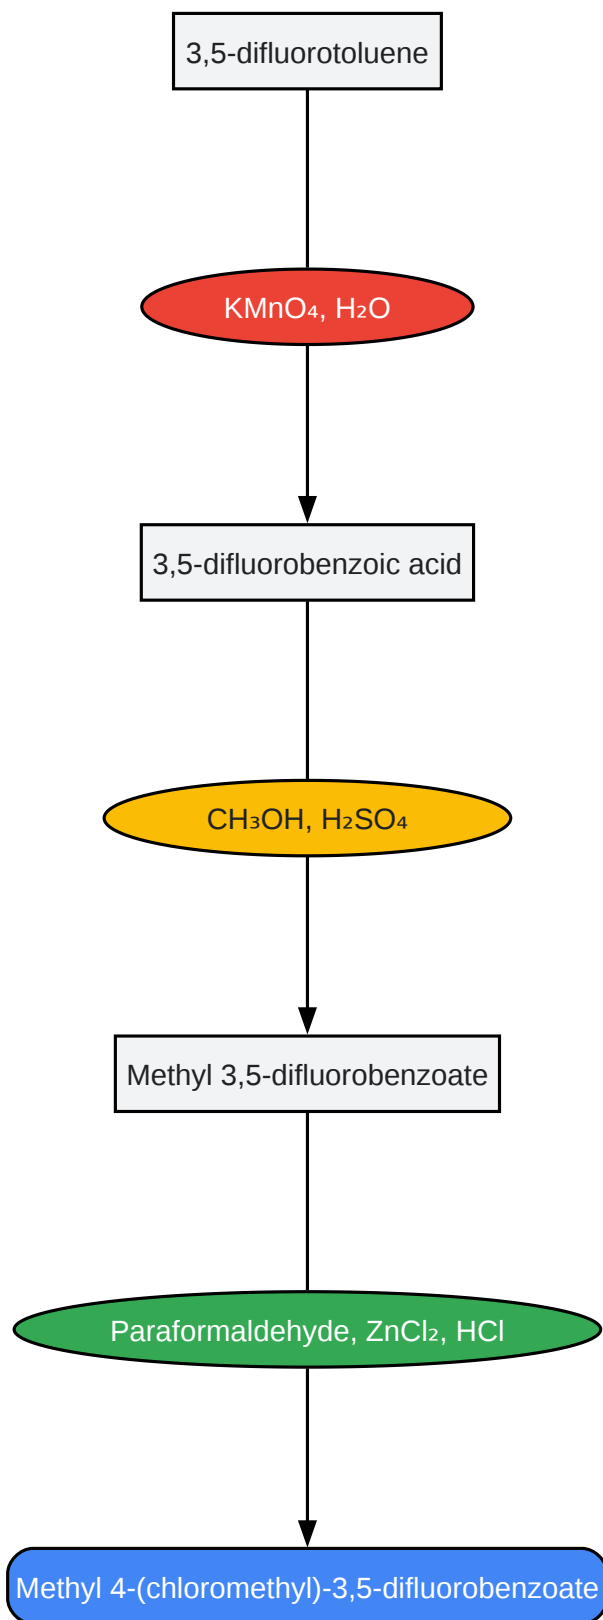 3,5-difluorotoluene
KMnO₄, H₂O
3,5-difluorobenzoic acid
CH₃OH, H₂SO₄
Methyl 3,5-difluorobenzoate
Paraformaldehyde, ZnCl₂, HCl
Methyl 4-(chloromethyl)-3,5-difluorobenzoate